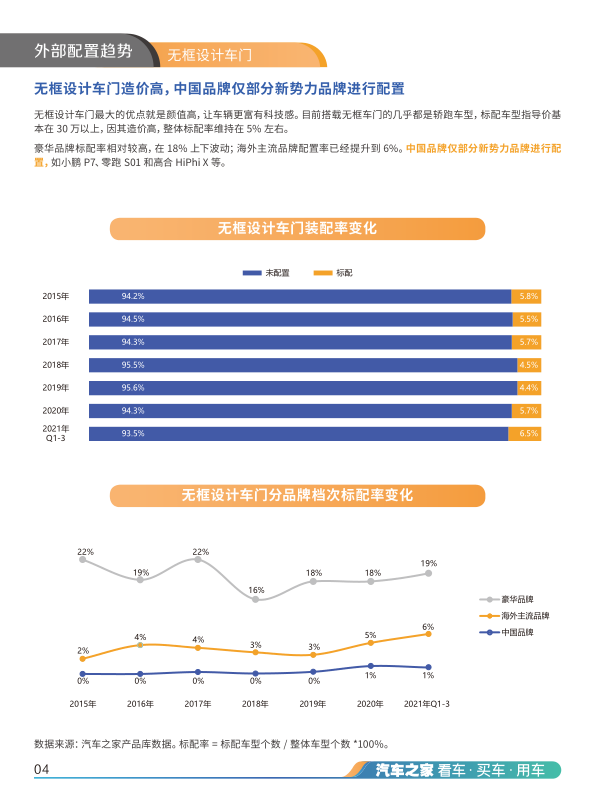 外部配置趋势
无框设计车门
无框设计车门造价高，中国品牌仅部分新势力品牌进行配置
无框设计车门最大的优点就是颜值高，让车辆更富有科技感。目前搭载无框车门的几乎都是轿跑车型，标配车型指导价基
本在 30 万以上，因其造价高，整体标配率维持在 5% 左右。
豪华品牌标配率相对较高，在 18% 上下波动；海外主流品牌配置率已经提升到 6%。中国品牌仅部分新势力品牌进行配
置，如小鹏 P7、零跑 S01 和高合 HiPhi X 等。
无框设计车门装配率变化
未配置 标配
2015年 94.2% 5.8%
2016年 94.5% 5.5%
2017年 94.3% 5.7%
2018年 95.5% 4.5%
2019年 95.6% 4.4%
2020年 94.3% 5.7%
2021年
Q1-3 93.5% 6.5%
无框设计车门分品牌档次标配率变化
22% 19% 22% 16% 18% 18% 19%
豪华品牌
海外主流品牌
中国品牌
2% 4% 4% 3% 3% 5% 6%
0% 0% 0% 0% 0% 1% 1%
2015年 2016年 2017年 2018年 2019年 2020年 2021年Q1-3
数据来源：汽车之家产品库数据。标配率 = 标配车型个数 / 整体车型个数 *100%。
04
汽车之家 看车 · 买车 · 用车